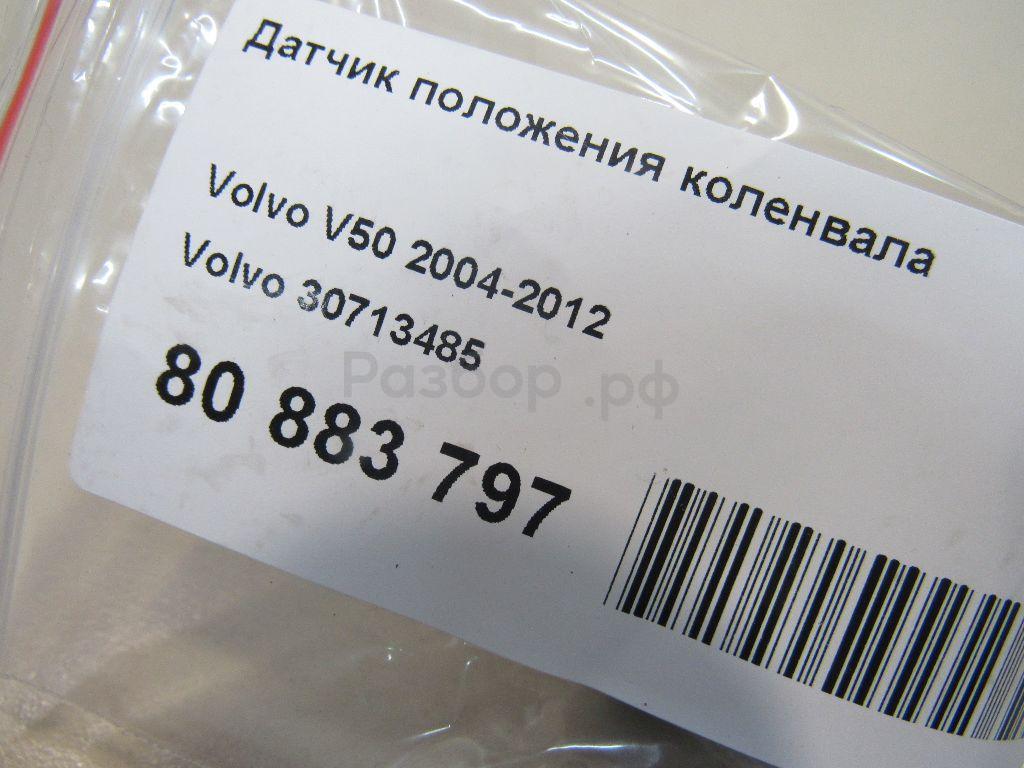 Датчик положения коленвала
Volvo V50 2004-2012
Volvo 30713485
Разбор.рф
80 883 797